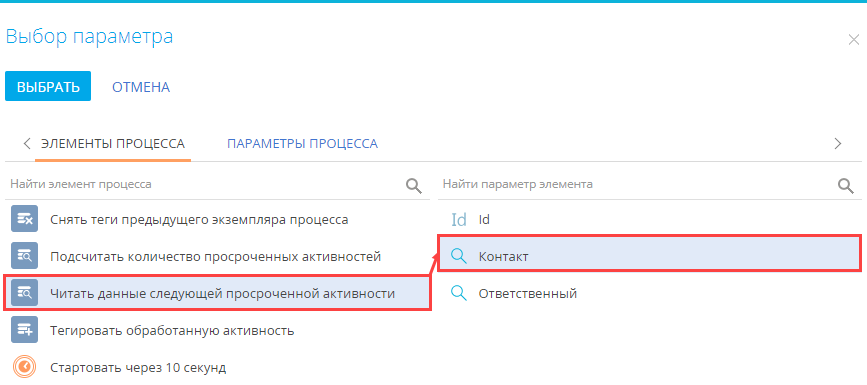 Выбор параметра
ВЫБРАТЬ ОТМЕНА
ЭЛЕМЕНТЫ ПРОЦЕССА ПАРАМЕТРЫ ПРОЦЕССА
Найти элемент процесса
Снять теги предыдущего экземпляра процесса
Подсчитать количество просроченных активностей
Читать данные следующей просроченной активности
Тегировать обработанную активность
Стартовать через 10 секунд
Найти параметр элемента
Id Id
Контакт
Ответственный